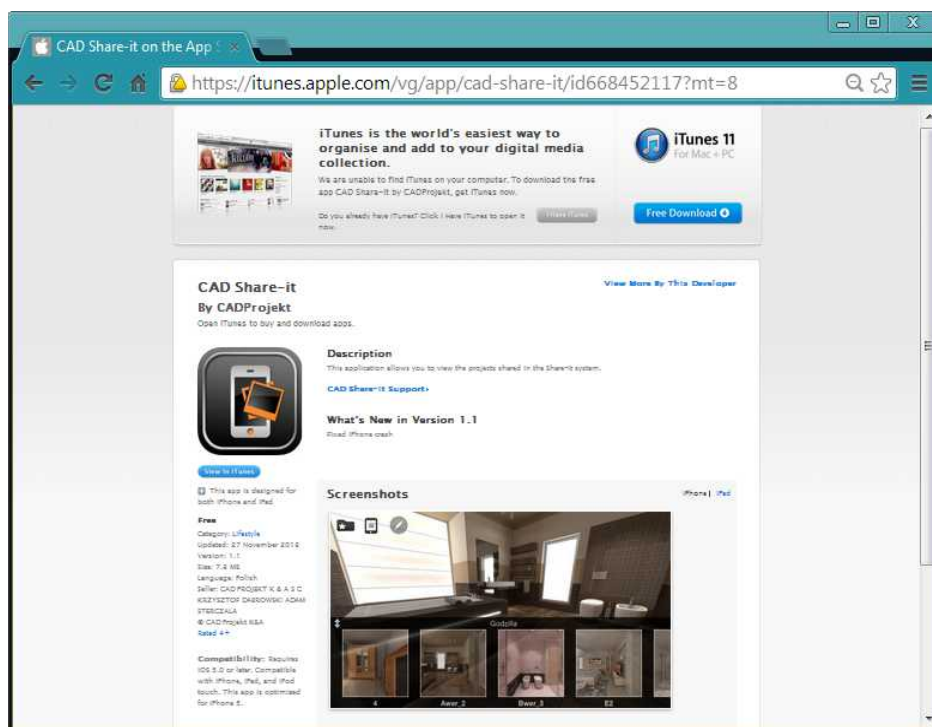 CAD Share-it on the App S
https://itunes.apple.com/vg/app/cad-share-it/id668452117?mt=8
iTunes is the world's easiest way to
organise and add to your digital media
collection.
We are unable to find iTunes on your computer. To download the free
app CAD Share-it by CADProjekt, get iTunes now.
Do you already have iTunes? Click I Have iTunes to open it
now.
I Have iTunes
iTunes 11
For Mac + PC
Free Download
CAD Share-it
By CADProjekt
Open iTunes to buy and download apps.
View More By This Developer
Description
This application allows you to view the projects shared in the Share-it system.
CAD Share-it Support
What's New in Version 1.1
Fixed iPhone crash
View In iTunes
This app is designed for
both iPhone and iPad
Free
Category: Lifestyle
Updated: 27 November 2013
Version: 1.1
Size: 7.8 MB
Language: Polish
Seller: CAD PROJEKT K & A S C
KRZYSZTOF DABROWSKI ADAM
STERCZALA
© CADProjekt K&A
Rated 4+
Compatibility: Requires
iOS 5.0 or later. Compatible
with iPhone, iPad, and iPod
touch. This app is optimized
for iPhone 5.
Screenshots
iPhone | iPad
Godzilla
4 Awer_2 Bwer_3 E2